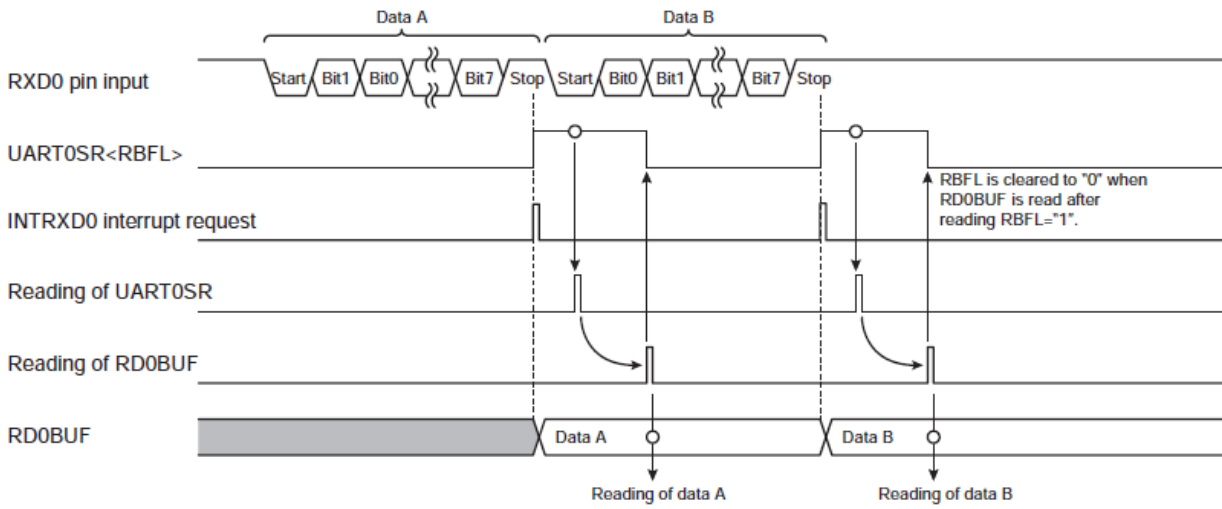 Data A
Data B
RXD0 pin input
Start Bit1 Bit0 Bit7 Stop Start Bit0 Bit1 Bit7 Stop
UART0SR<RBFL>
RBFL is cleared to "0" when
RD0BUF is read after
reading RBFL="1".
INTRXD0 interrupt request
Reading of UART0SR
Reading of RD0BUF
RD0BUF
Data A
Data B
Reading of data A
Reading of data B